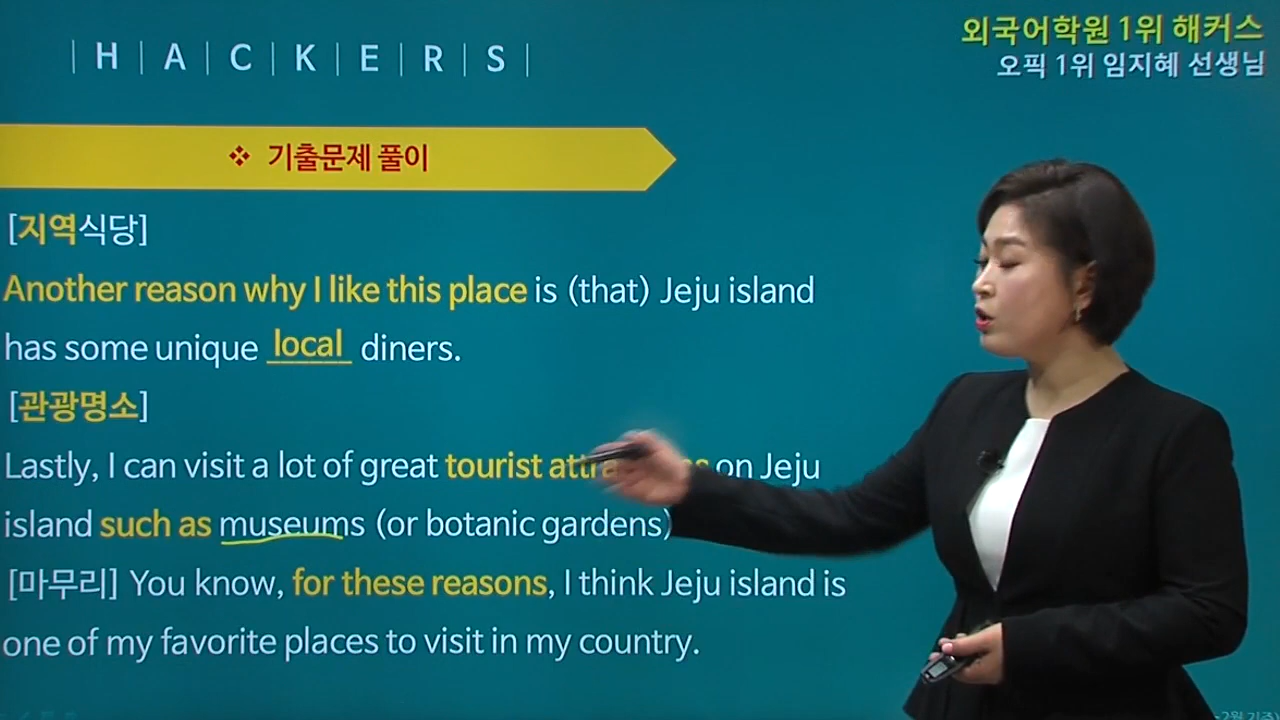 HACKERS
외국어학원 1위 해커스
오픽 1위 임지혜 선생님
❖ 기출문제 풀이
[지역식당]
Another reason why I like this place is (that) Jeju island
has some unique local diners.
[관광명소]
Lastly, I can visit a lot of great tourist on Jeju
island such as museums (or botanic gardens)
[마무리] You know, for these reasons, I think Jeju island is
one of my favorite places to visit in my country.